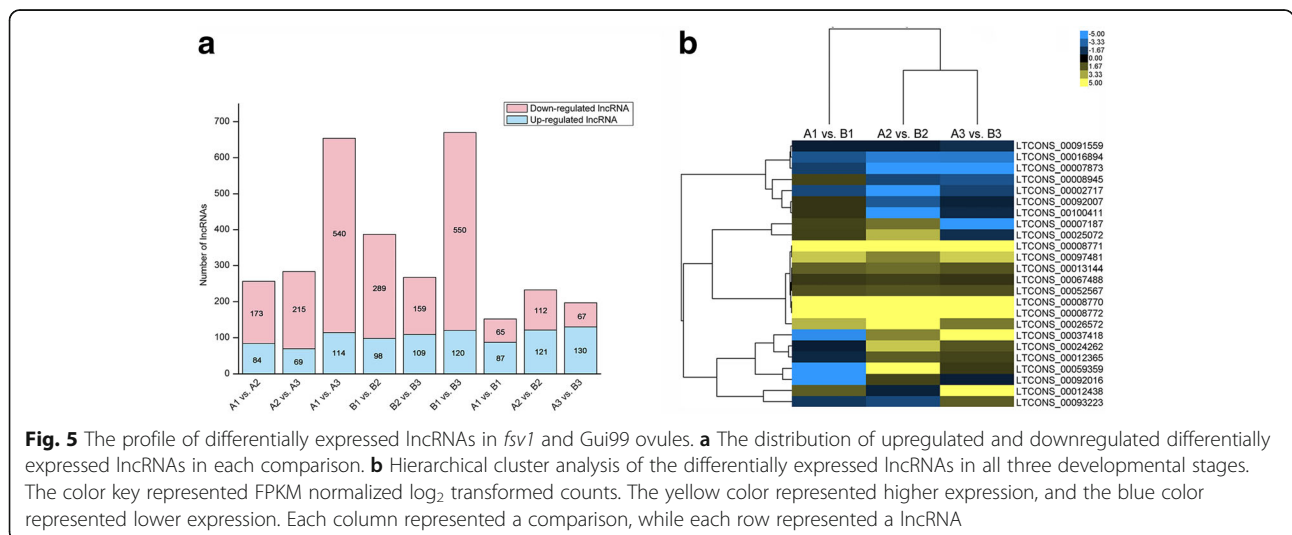 a
Down-regulated lncRNA
Up-regulated lncRNA
Number of lncRNAs
700
600
500
400
300
200
100
0
173
84
215
69
540
114
289
98
159
109
550
120
65
87
112
121
67
130
A1 vs. A2
A2 vs. A3
A1 vs. A3
B1 vs. B2
B2 vs. B3
B1 vs. B3
A1 vs. B1
A2 vs. B2
A3 vs. B3
b
-5.00
-3.33
-1.67
0.00
1.67
3.33
5.00
A1 vs. B1 A2 vs. B2 A3 vs. B3
LTCONS_00091559
LTCONS_00016894
LTCONS_00007873
LTCONS_00008945
LTCONS_00002717
LTCONS_00092007
LTCONS_00100411
LTCONS_00007187
LTCONS_00025072
LTCONS_00008771
LTCONS_00097481
LTCONS_00013144
LTCONS_00067488
LTCONS_00052567
LTCONS_00008770
LTCONS_00008772
LTCONS_00026572
LTCONS_00037418
LTCONS_00024262
LTCONS_00012365
LTCONS_00059359
LTCONS_00092016
LTCONS_00012438
LTCONS_00093223
Fig. 5 The profile of differentially expressed lncRNAs in fsv1 and Gui99 ovules. a The distribution of upregulated and downregulated differentially
expressed lncRNAs in each comparison. b Hierarchical cluster analysis of the differentially expressed lncRNAs in all three developmental stages.
The color key represented FPKM normalized log2 transformed counts. The yellow color represented higher expression, and the blue color
represented lower expression. Each column represented a comparison, while each row represented a lncRNA